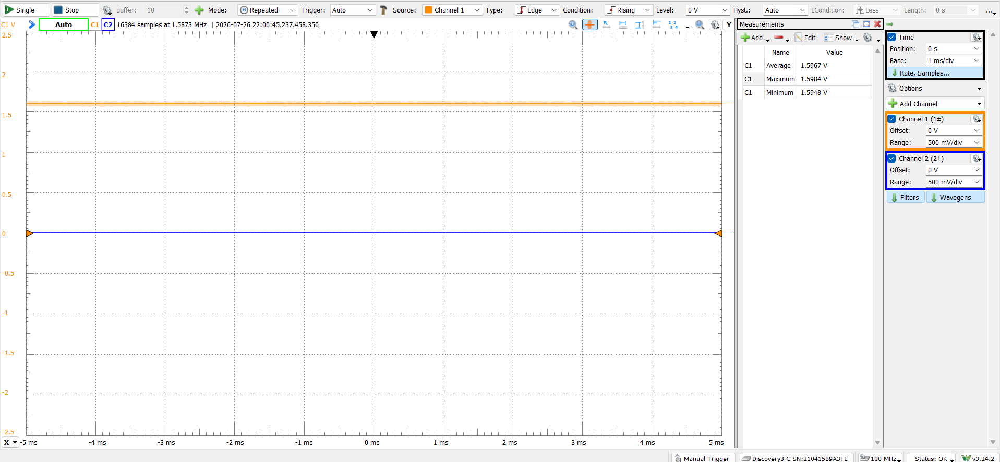 Single Stop Buffer: 10 Mode: Repeated Trigger: Auto Source: Channel 1 Type: Edge Condition: Rising Level: 0 V Hyst.: Auto LCondition: Less Length: 0 s ...
C1 V Auto C1 C2 16384 samples at 1.5873 MHz | 2026-07-26 22:00:45.237.458.350 1 2 3 4 Y
2.5
2
1.5
1
0.5
0
-0.5
-1
-1.5
-2
-2.5
X -5 ms -4 ms -3 ms -2 ms -1 ms 0 ms 1 ms 2 ms 3 ms 4 ms 5 ms
Measurements
Add Edit Show
Name Value
C1 Average 1.5967 V
C1 Maximum 1.5984 V
C1 Minimum 1.5948 V
Time
Position: 0 s
Base: 1 ms/div
Rate, Samples...
Options
Add Channel
Channel 1 (1±)
Offset: 0 V
Range: 500 mV/div
Channel 2 (2±)
Offset: 0 V
Range: 500 mV/div
Filters Wavegens
Manual Trigger Discovery3 C SN:210415B9A3FE 100 MHz Status: OK v3.24.2